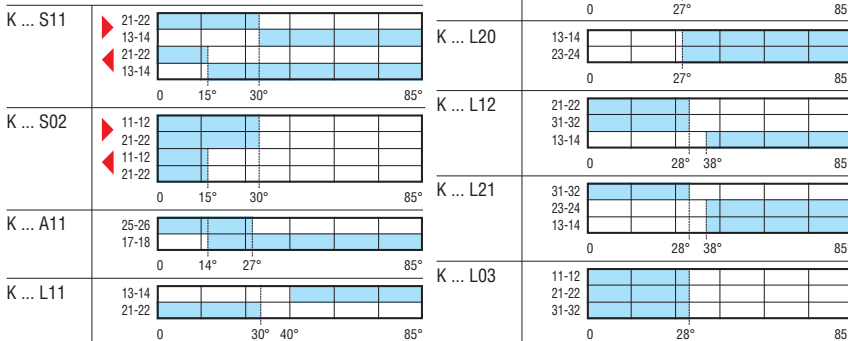 K ... S11
21-22
13-14
21-22
13-14
0 15° 30° 85°
K ... S02
11-12
21-22
11-12
21-22
0 15° 30° 85°
K ... A11
25-26
17-18
0 14° 27° 85°
K ... L11
13-14
21-22
0 30° 40° 85°
0 27° 85°
K ... L20
13-14
23-24
0 27° 85°
K ... L12
21-22
31-32
13-14
0 28° 38° 85°
K ... L21
31-32
23-24
13-14
0 28° 38° 85°
K ... L03
11-12
21-22
31-32
0 28° 85°